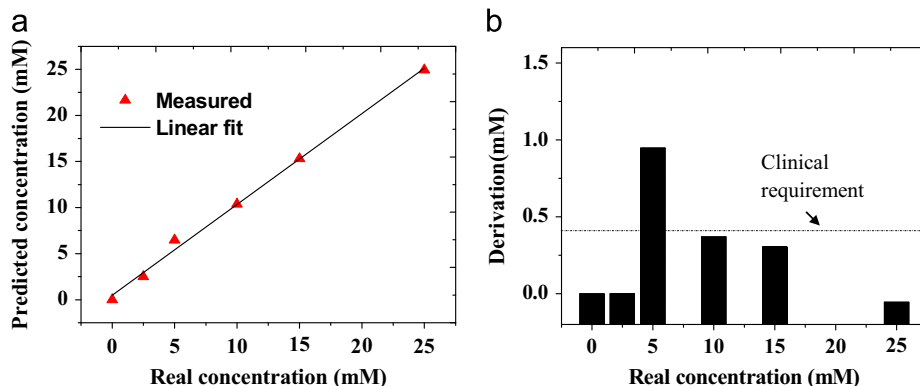 a
Predicted concentration (mM)
25
20
15
10
5
0
Measured
Linear fit
0 5 10 15 20 25
Real concentration (mM)
b
Derivation(mM)
1.5
1.0
0.5
0.0
Clinical
requirement
0 5 10 15 20 25
Real concentration (mM)